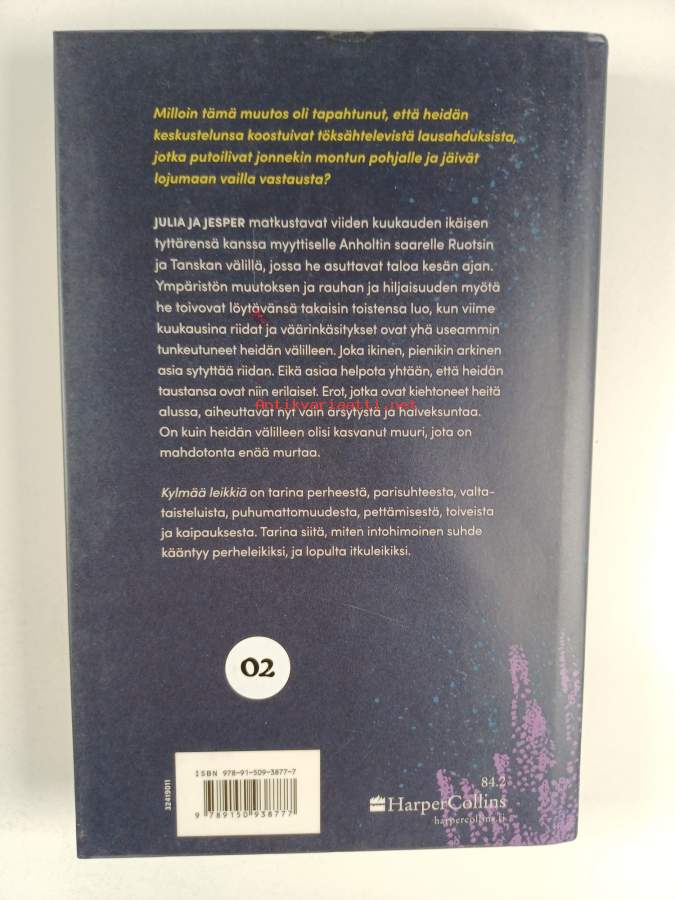 Milloin tämä muutos oli tapahtunut, että heidän
keskustelunsa koostuivat töksähtelevistä lausahduksista,
jotka putoilivat jonnekin montun pohjalle ja jäivät
lojumaan vailla vastausta?
JULIA JA JESPER matkustavat viiden kuukauden ikäisen
tyttärensä kanssa myyttiselle Anholtin saarelle Ruotsin
ja Tanskan välillä, jossa he asuttavat taloa kesän ajan.
Ympäristön muutoksen ja rauhan ja hiljaisuuden myötä
he toivovat löytävänsä takaisin toistensa luo, kun viime
kuukausina riidat ja väärinkäsitykset ovat yhä useammin
tunkeutuneet heidän välilleen. Joka ikinen, pienikin arkinen
asia sytyttää riidan. Eikä asiaa helpota yhtään, että heidän
taustansa ovat niin erilaiset. Erot, jotka ovat kiehtoneet heitä
alussa, aiheuttavat nyt vain ärsytystä ja halveksuntaa.
Antikvariaatti.net
On kuin heidän välilleen olisi kasvanut muuri, jota on
mahdotonta enää murtaa.
Kylmää leikkiä on tarina perheestä, parisuhteesta, valta-
taisteluista, puhumattomuudesta, pettämisestä, toiveista
ja kaipauksesta. Tarina siitä, miten intohimoinen suhde
kääntyy perheleikiksi, ja lopulta itkuleikiksi.
02
ISBN 978-91-509-3877-7
32419011
9 789150 938777
84.2
HarperCollins
harpercollins.fi